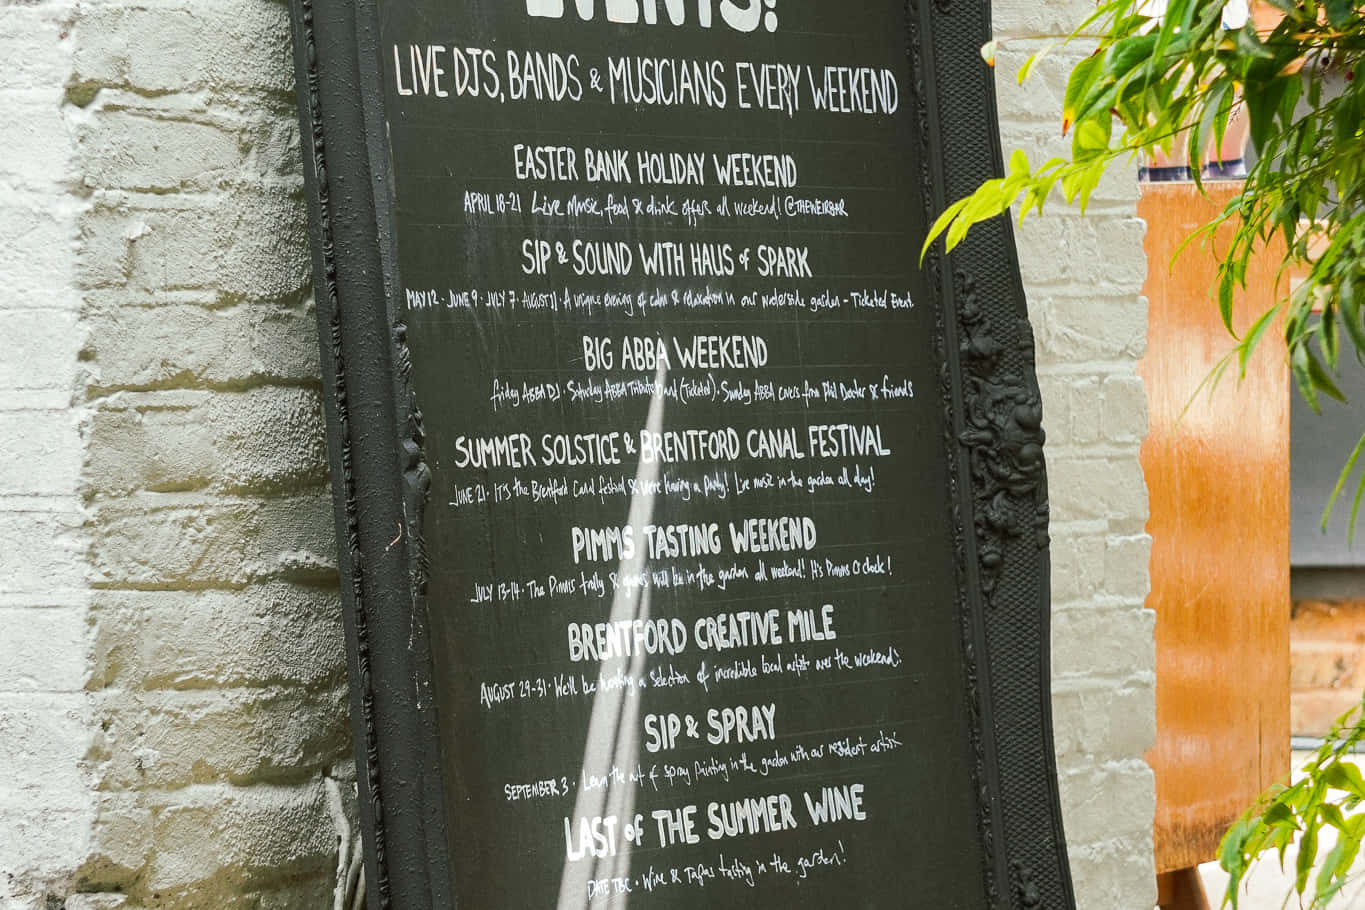 EVENTS!
LIVE DJS, BANDS & MUSICIANS EVERY WEEKEND
EASTER BANK HOLIDAY WEEKEND
APRIL 18-21 Live music, food & drink offers all weekend! @THEWEIRBAR
SIP & SOUND WITH HAUS of SPARK
MAY 12 · JUNE 9 · JULY 7 · AUGUST 11 · A unique evening of calm & relaxation in our waterside garden - Ticketed Event.
BIG ABBA WEEKEND
friday ABBA DJ · Saturday ABBA Tribute Band (Ticketed) · Sunday ABBA covers from Phil & friends
SUMMER SOLSTICE & BRENTFORD CANAL FESTIVAL
JUNE 21 · IT's the Brentford Canal festival & we're having a party! Live music in the garden all day!
PIMMS TASTING WEEKEND
JULY 13-14 · The Pimms trolly & games will be in the garden all weekend! It's Pimms O'clock!
BRENTFORD CREATIVE MILE
AUGUST 29-31 · We'll be hosting a selection of incredible local artist over the weekend!
SIP & SPRAY
SEPTEMBER 3 · Learn the art of spray painting in the garden with our resident artist
LAST of THE SUMMER WINE
DATE TBC · Wine & Tapas tasting in the garden!